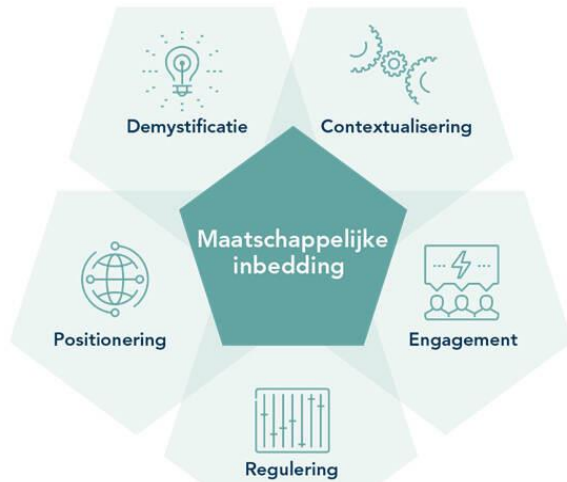 Demystificatie
Contextualisering
Maatschappelijke
inbedding
Positionering
Engagement
Regulering